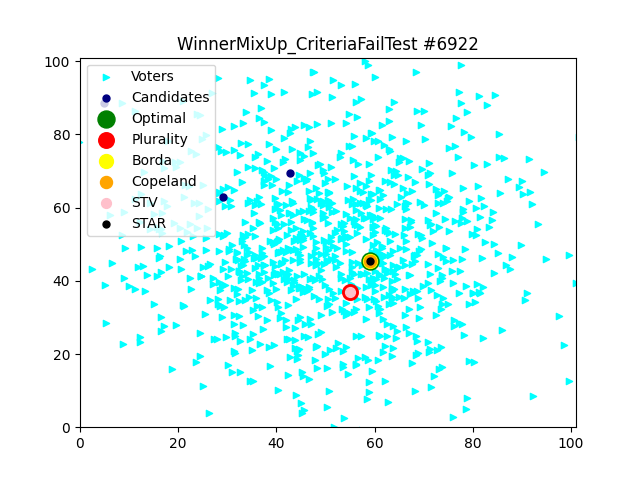 WinnerMixUp_CriteriaFailTest #6922
Voters
Candidates
Optimal
Plurality
Borda
Copeland
STV
STAR
100
80
60
40
20
0
0 20 40 60 80 100